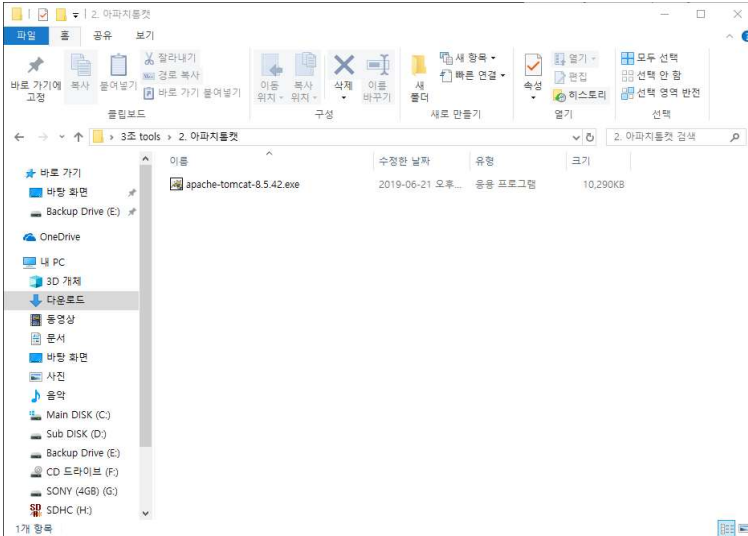 2. 아파치톰캣
파일 홈 공유 보기
바로 가기에 고정
복사
붙여넣기
잘라내기
경로 복사
바로 가기 붙여넣기
클립보드
이동 위치
복사 위치
삭제
이름 바꾸기
구성
새 폴더
새 항목
빠른 연결
새로 만들기
속성
열기
편집
히스토리
열기
모두 선택
선택 안 함
선택 영역 반전
선택
3조 tools > 2. 아파치톰캣
2. 아파치톰캣 검색
이름 수정한 날짜 유형 크기
apache-tomcat-8.5.42.exe 2019-06-21 오후... 응용 프로그램 10,290KB
바로 가기
바탕 화면
Backup Drive (E:)
OneDrive
내 PC
3D 개체
다운로드
동영상
문서
바탕 화면
사진
음악
Main DISK (C:)
Sub DISK (D:)
Backup Drive (E:)
CD 드라이브 (F:)
SONY (4GB) (G:)
SDHC (H:)
1개 항목